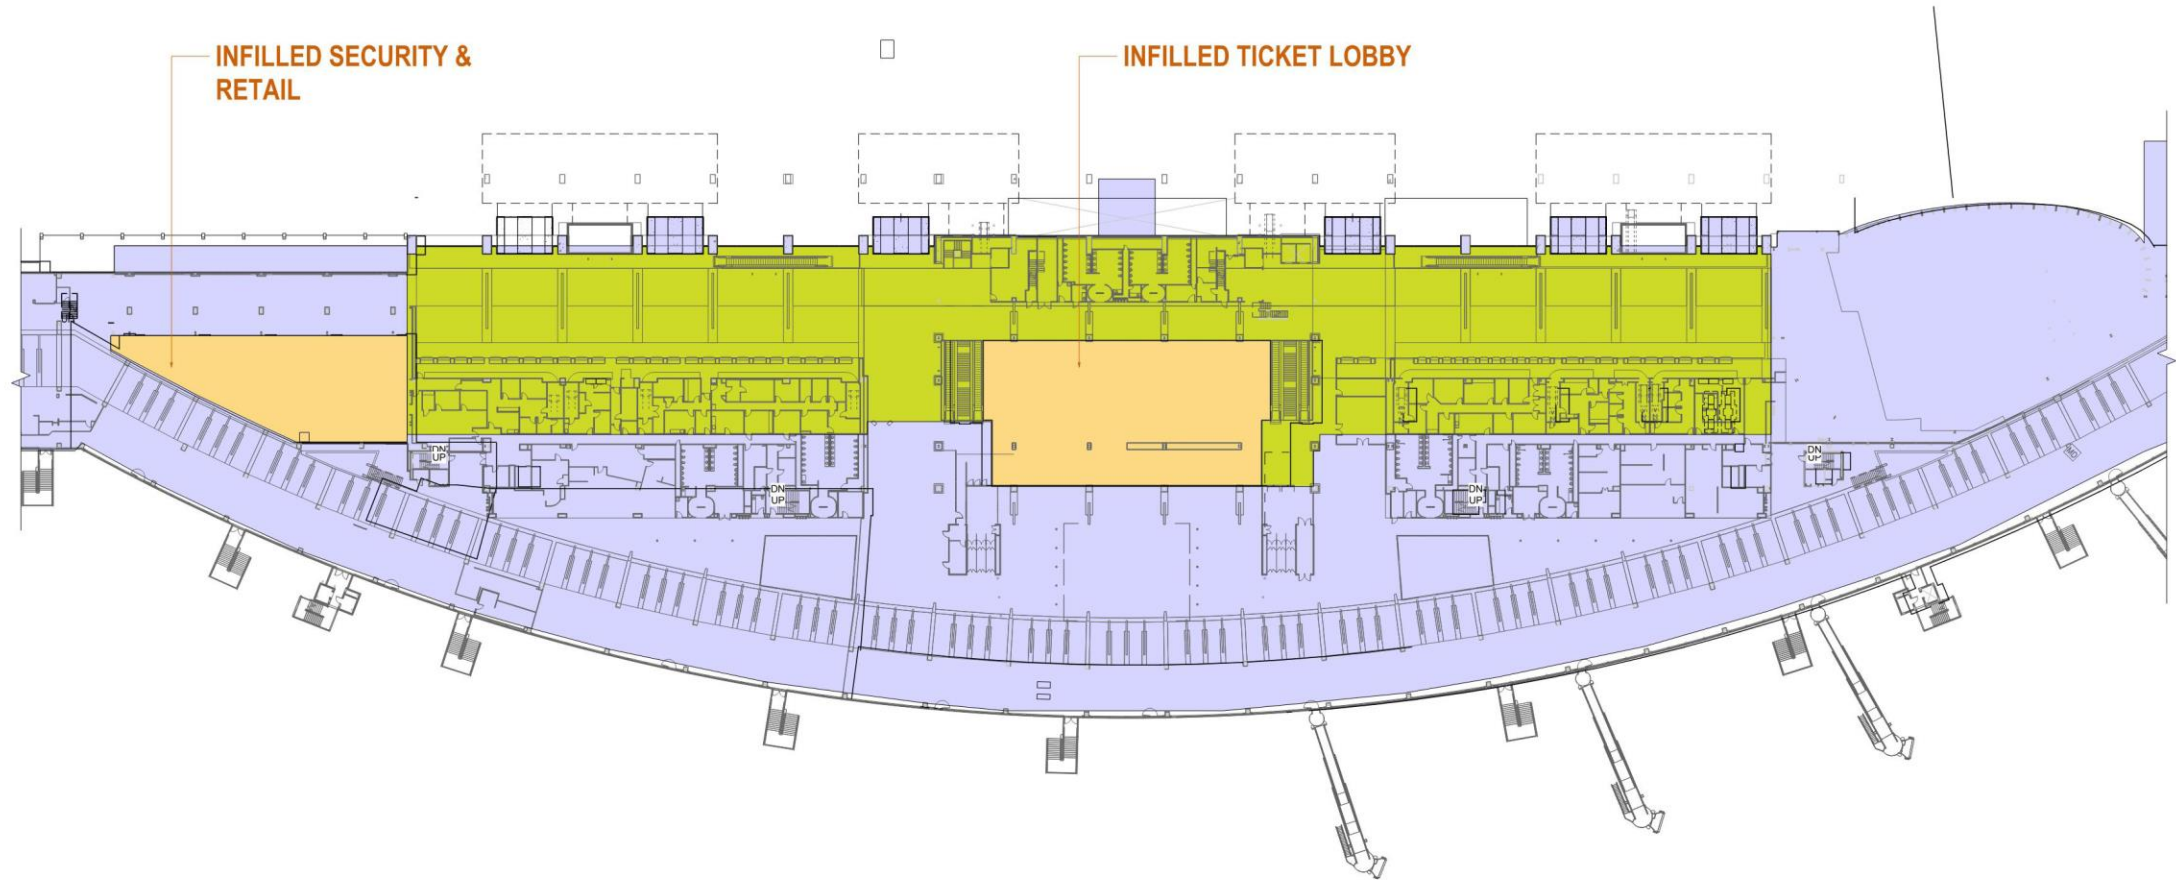 INFILLED SECURITY &
RETAIL
INFILLED TICKET LOBBY
DN
UP
DN
UP
DN
UP
DN
UP